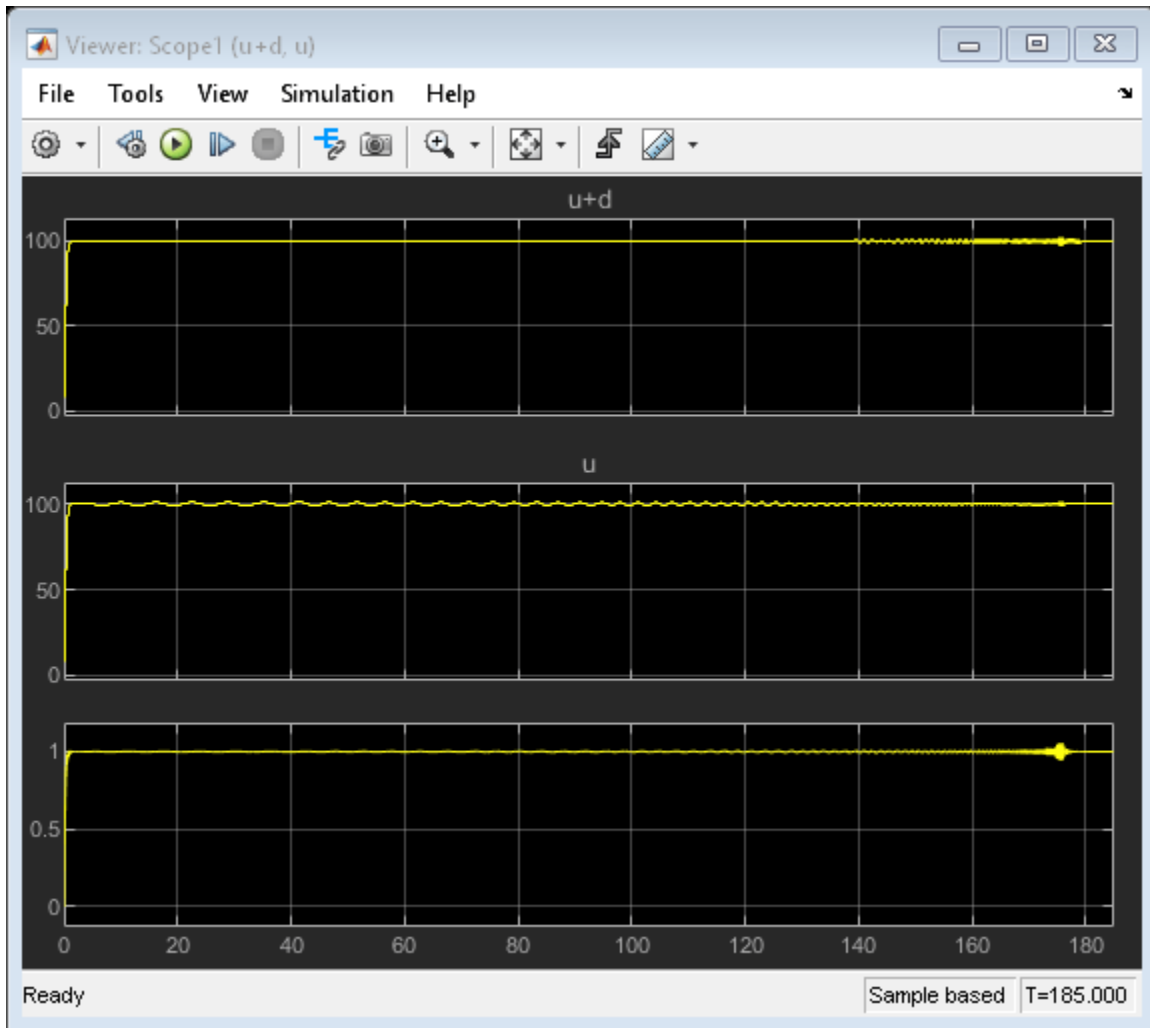 Viewer: Scope1 (u+d, u)
File Tools View Simulation Help
u+d
100
50
0
u
100
50
0
1
0.5
0
0 20 40 60 80 100 120 140 160 180
Ready Sample based T=185.000